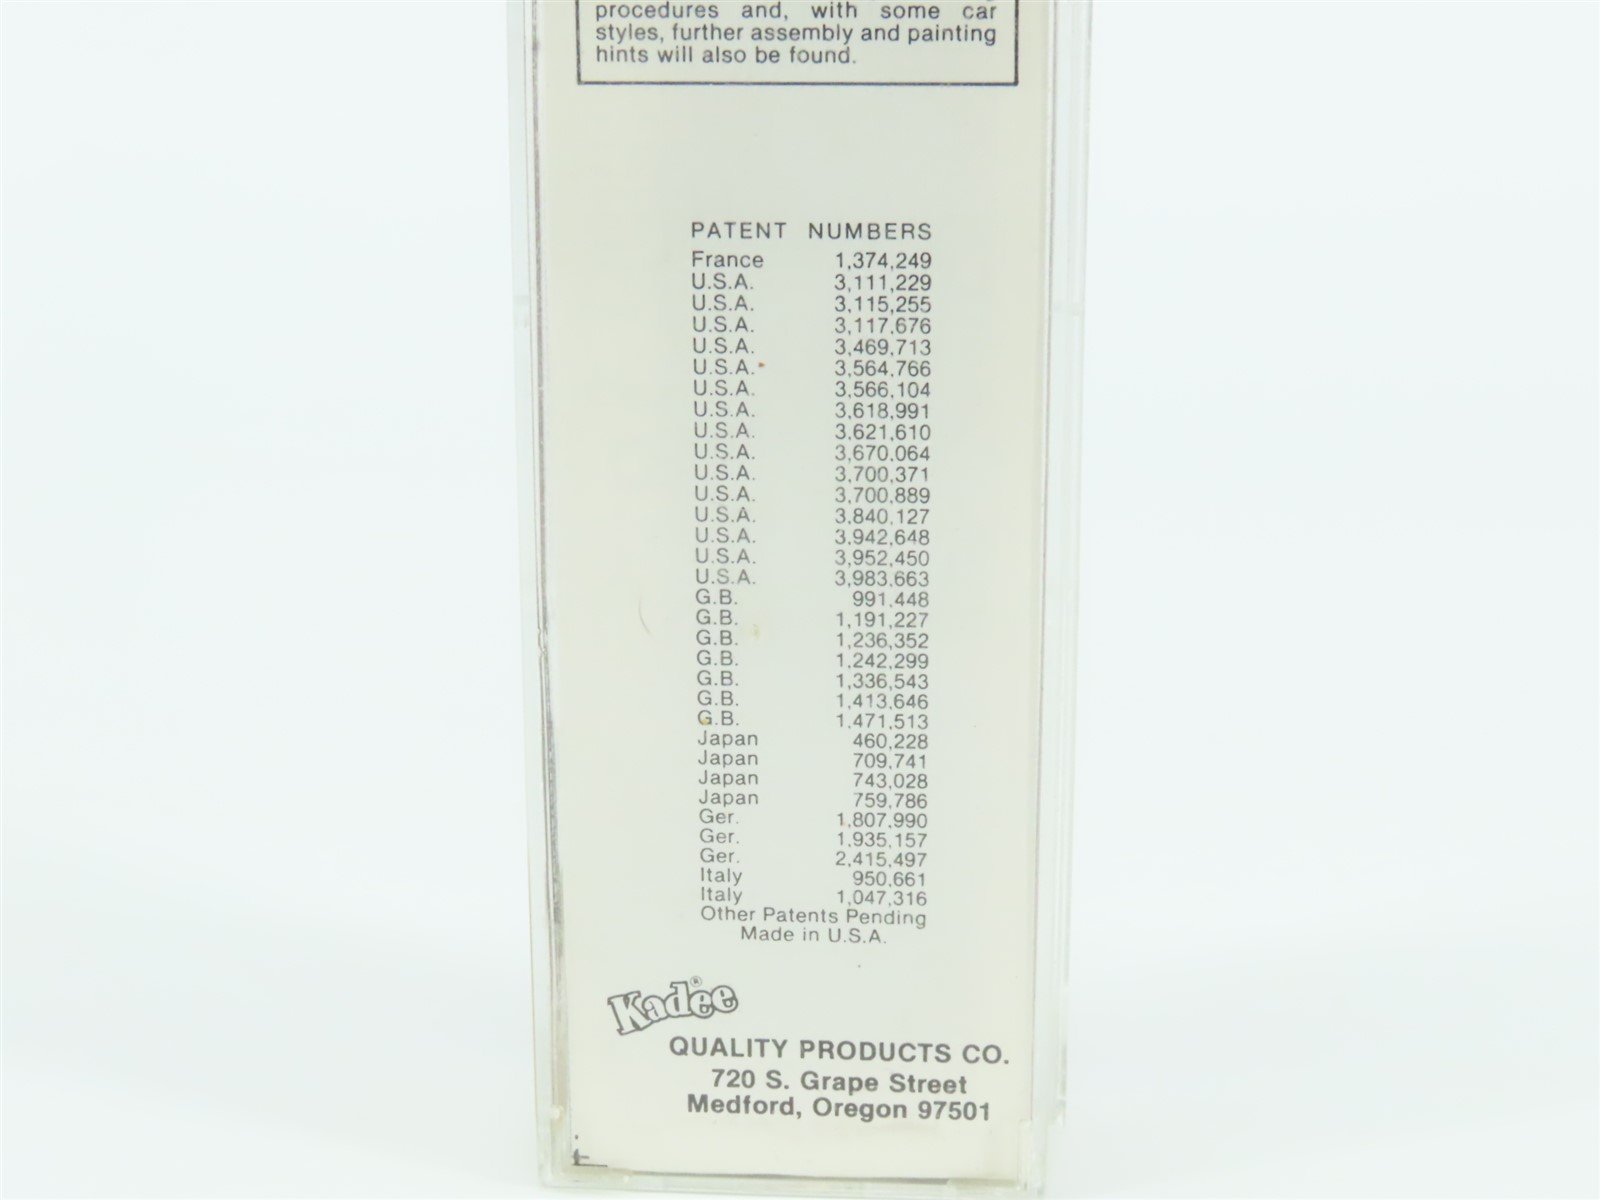 procedures and, with some car
styles, further assembly and painting
hints will also be found.
PATENT NUMBERS
France 1,374,249
U.S.A. 3,111,229
U.S.A. 3,115,255
U.S.A. 3,117,676
U.S.A. 3,469,713
U.S.A. 3,564,766
U.S.A. 3,566,104
U.S.A. 3,618,991
U.S.A. 3,621,610
U.S.A. 3,670,064
U.S.A. 3,700,371
U.S.A. 3,700,889
U.S.A. 3,840,127
U.S.A. 3,942,648
U.S.A. 3,952,450
U.S.A. 3,983,663
G.B. 991,448
G.B. 1,191,227
G.B. 1,236,352
G.B. 1,242,299
G.B. 1,336,543
G.B. 1,413,646
G.B. 1,471,513
Japan 460,228
Japan 709,741
Japan 743,028
Japan 759,786
Ger. 1,807,990
Ger. 1,935,157
Ger. 2,415,497
Italy 950,661
Italy 1,047,316
Other Patents Pending
Made in U.S.A.
Kadee®
QUALITY PRODUCTS CO.
720 S. Grape Street
Medford, Oregon 97501